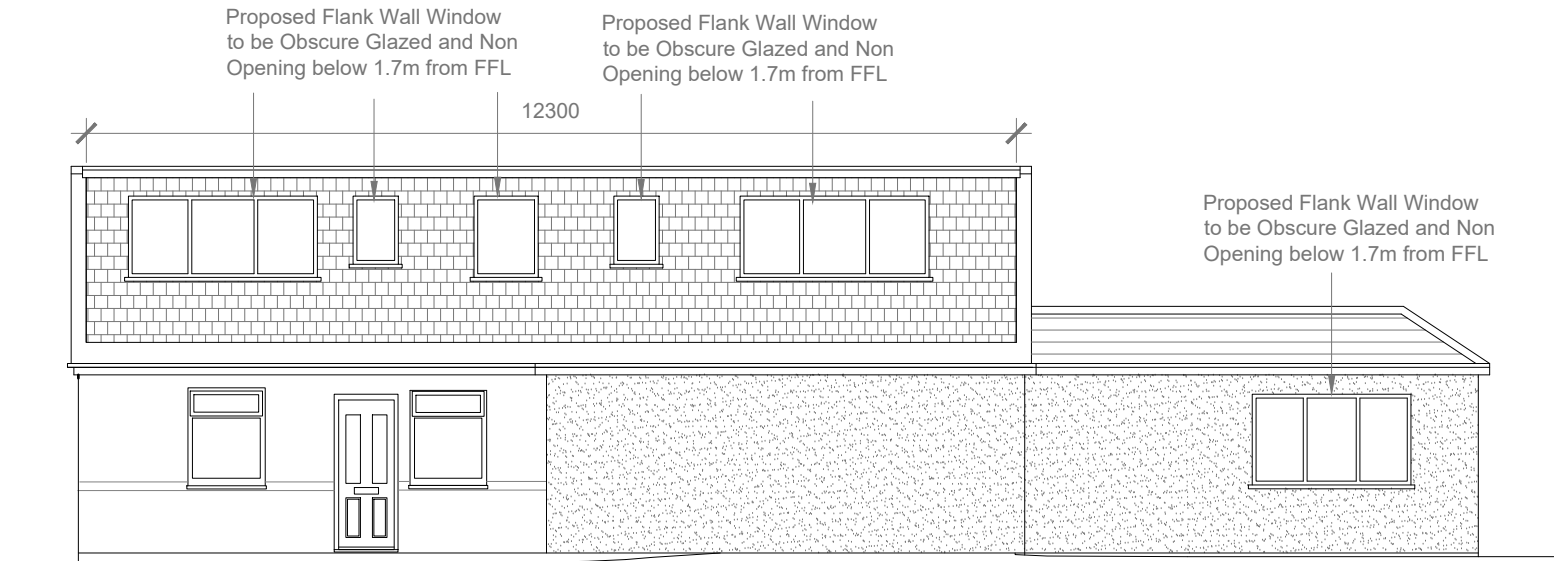 Proposed Flank Wall Window
to be Obscure Glazed and Non
Opening below 1.7m from FFL
Proposed Flank Wall Window
to be Obscure Glazed and Non
Opening below 1.7m from FFL
12300
Proposed Flank Wall Window
to be Obscure Glazed and Non
Opening below 1.7m from FFL